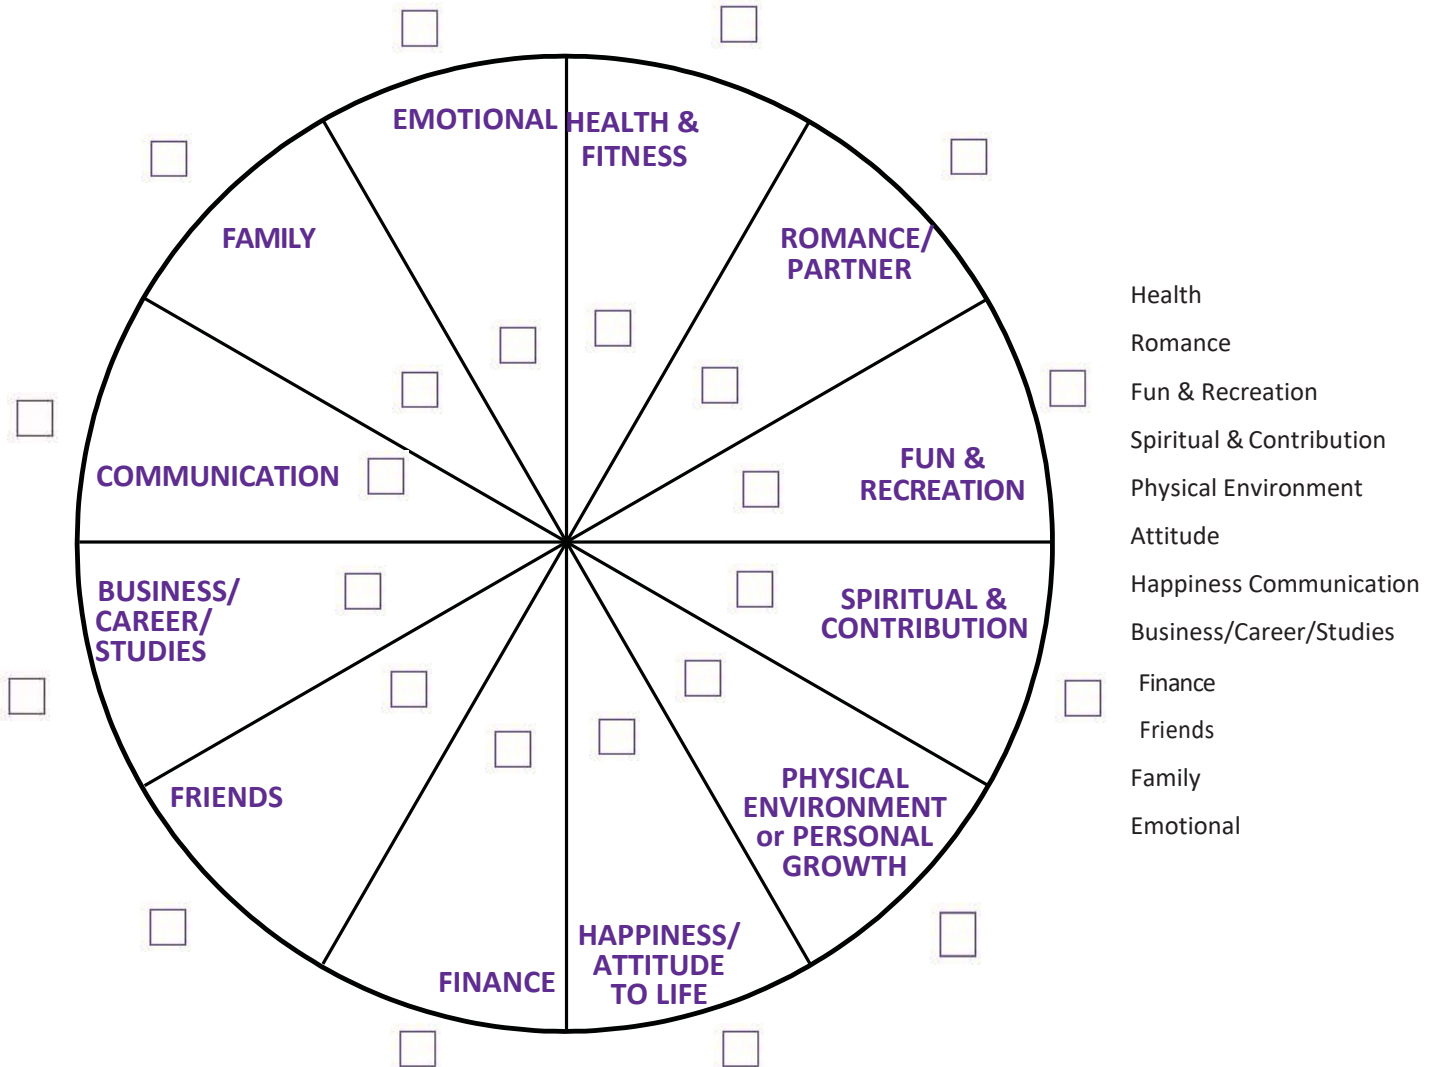 EMOTIONAL
HEALTH &
FITNESS
FAMILY
ROMANCE/
PARTNER
COMMUNICATION
FUN &
RECREATION
BUSINESS/
CAREER/
STUDIES
SPIRITUAL &
CONTRIBUTION
FRIENDS
PHYSICAL
ENVIRONMENT
or PERSONAL
GROWTH
FINANCE
HAPPINESS/
ATTITUDE
TO LIFE
Health
Romance
Fun & Recreation
Spiritual & Contribution
Physical Environment
Attitude
Happiness Communication
Business/Career/Studies
Finance
Friends
Family
Emotional